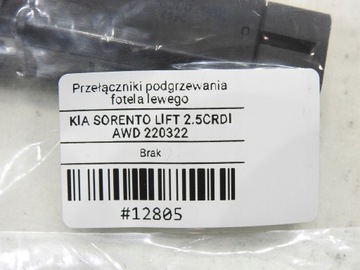 Przełączniki podgrzewania
fotela lewego
KIA SORENTO LIFT 2.5CRDI
AWD 220322
Brak
#12805